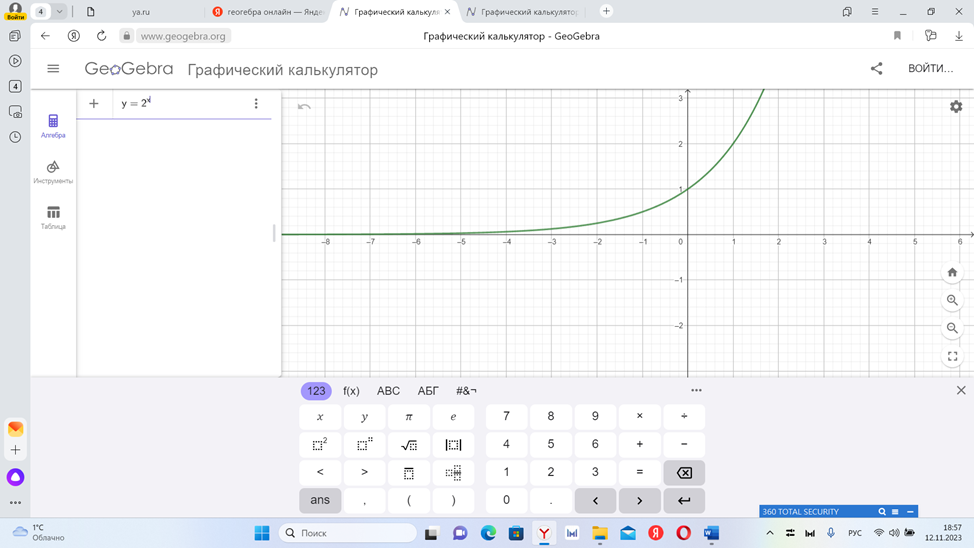 Войти
4
ya.ru
геогебра онлайн — Янде
Графический калькуля
Графический калькулятор
www.geogebra.org
Графический калькулятор - GeoGebra
4
GeoGebra
Графический калькулятор
ВОЙТИ...
y = 2ˣ
Алгебра
Инструменты
Таблица
3
2
1
–8 –7 –6 –5 –4 –3 –2 –1 0 1 2 3 4 5 6
–1
–2
123 f(x) ABC АБГ #&¬
x y π e 7 8 9 × ÷
2 √ 4 5 6 + −
< > 1 2 3 =
ans , ( ) 0 . < >
360 TOTAL SECURITY
1°C
Облачно
Поиск
РУС
18:57
12.11.2023